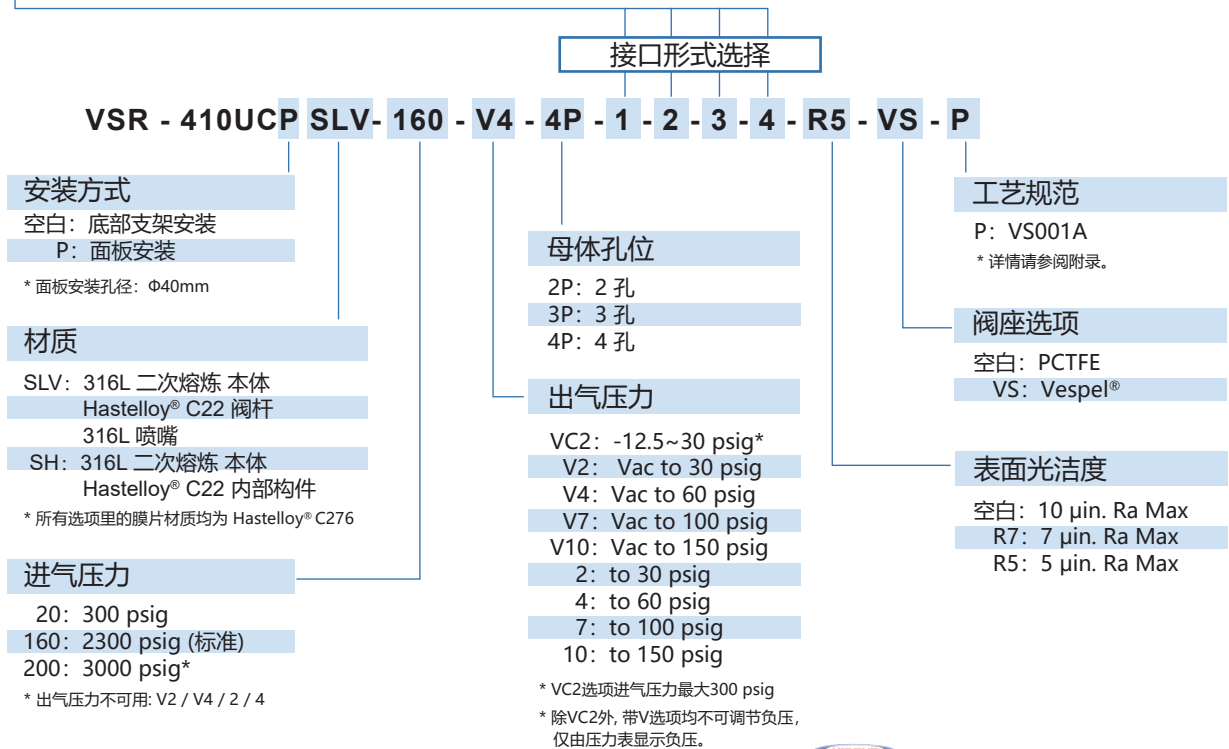 接口形式选择
VSR - 410UCP SLV- 160 - V4 - 4P - 1 - 2 - 3 - 4 - R5 - VS - P
安装方式
空白：底部支架安装
P：面板安装
* 面板安装孔径：Φ40mm
材质
SLV：316L 二次熔炼 本体
Hastelloy® C22 阀杆
316L 喷嘴
SH：316L 二次熔炼 本体
Hastelloy® C22 内部构件
* 所有选项里的膜片材质均为 Hastelloy® C276
进气压力
20：300 psig
160：2300 psig (标准)
200：3000 psig*
* 出气压力不可用: V2 / V4 / 2 / 4
母体孔位
2P：2 孔
3P：3 孔
4P：4 孔
出气压力
VC2：-12.5~30 psig*
V2：Vac to 30 psig
V4：Vac to 60 psig
V7：Vac to 100 psig
V10：Vac to 150 psig
2：to 30 psig
4：to 60 psig
7：to 100 psig
10：to 150 psig
* VC2选项进气压力最大300 psig
* 除VC2外, 带V选项均不可调节负压，
仅由压力表显示负压。
工艺规范
P：VS001A
* 详情请参阅附录。
阀座选项
空白：PCTFE
VS：Vespel®
表面光洁度
空白：10 μin. Ra Max
R7：7 μin. Ra Max
R5：5 μin. Ra Max